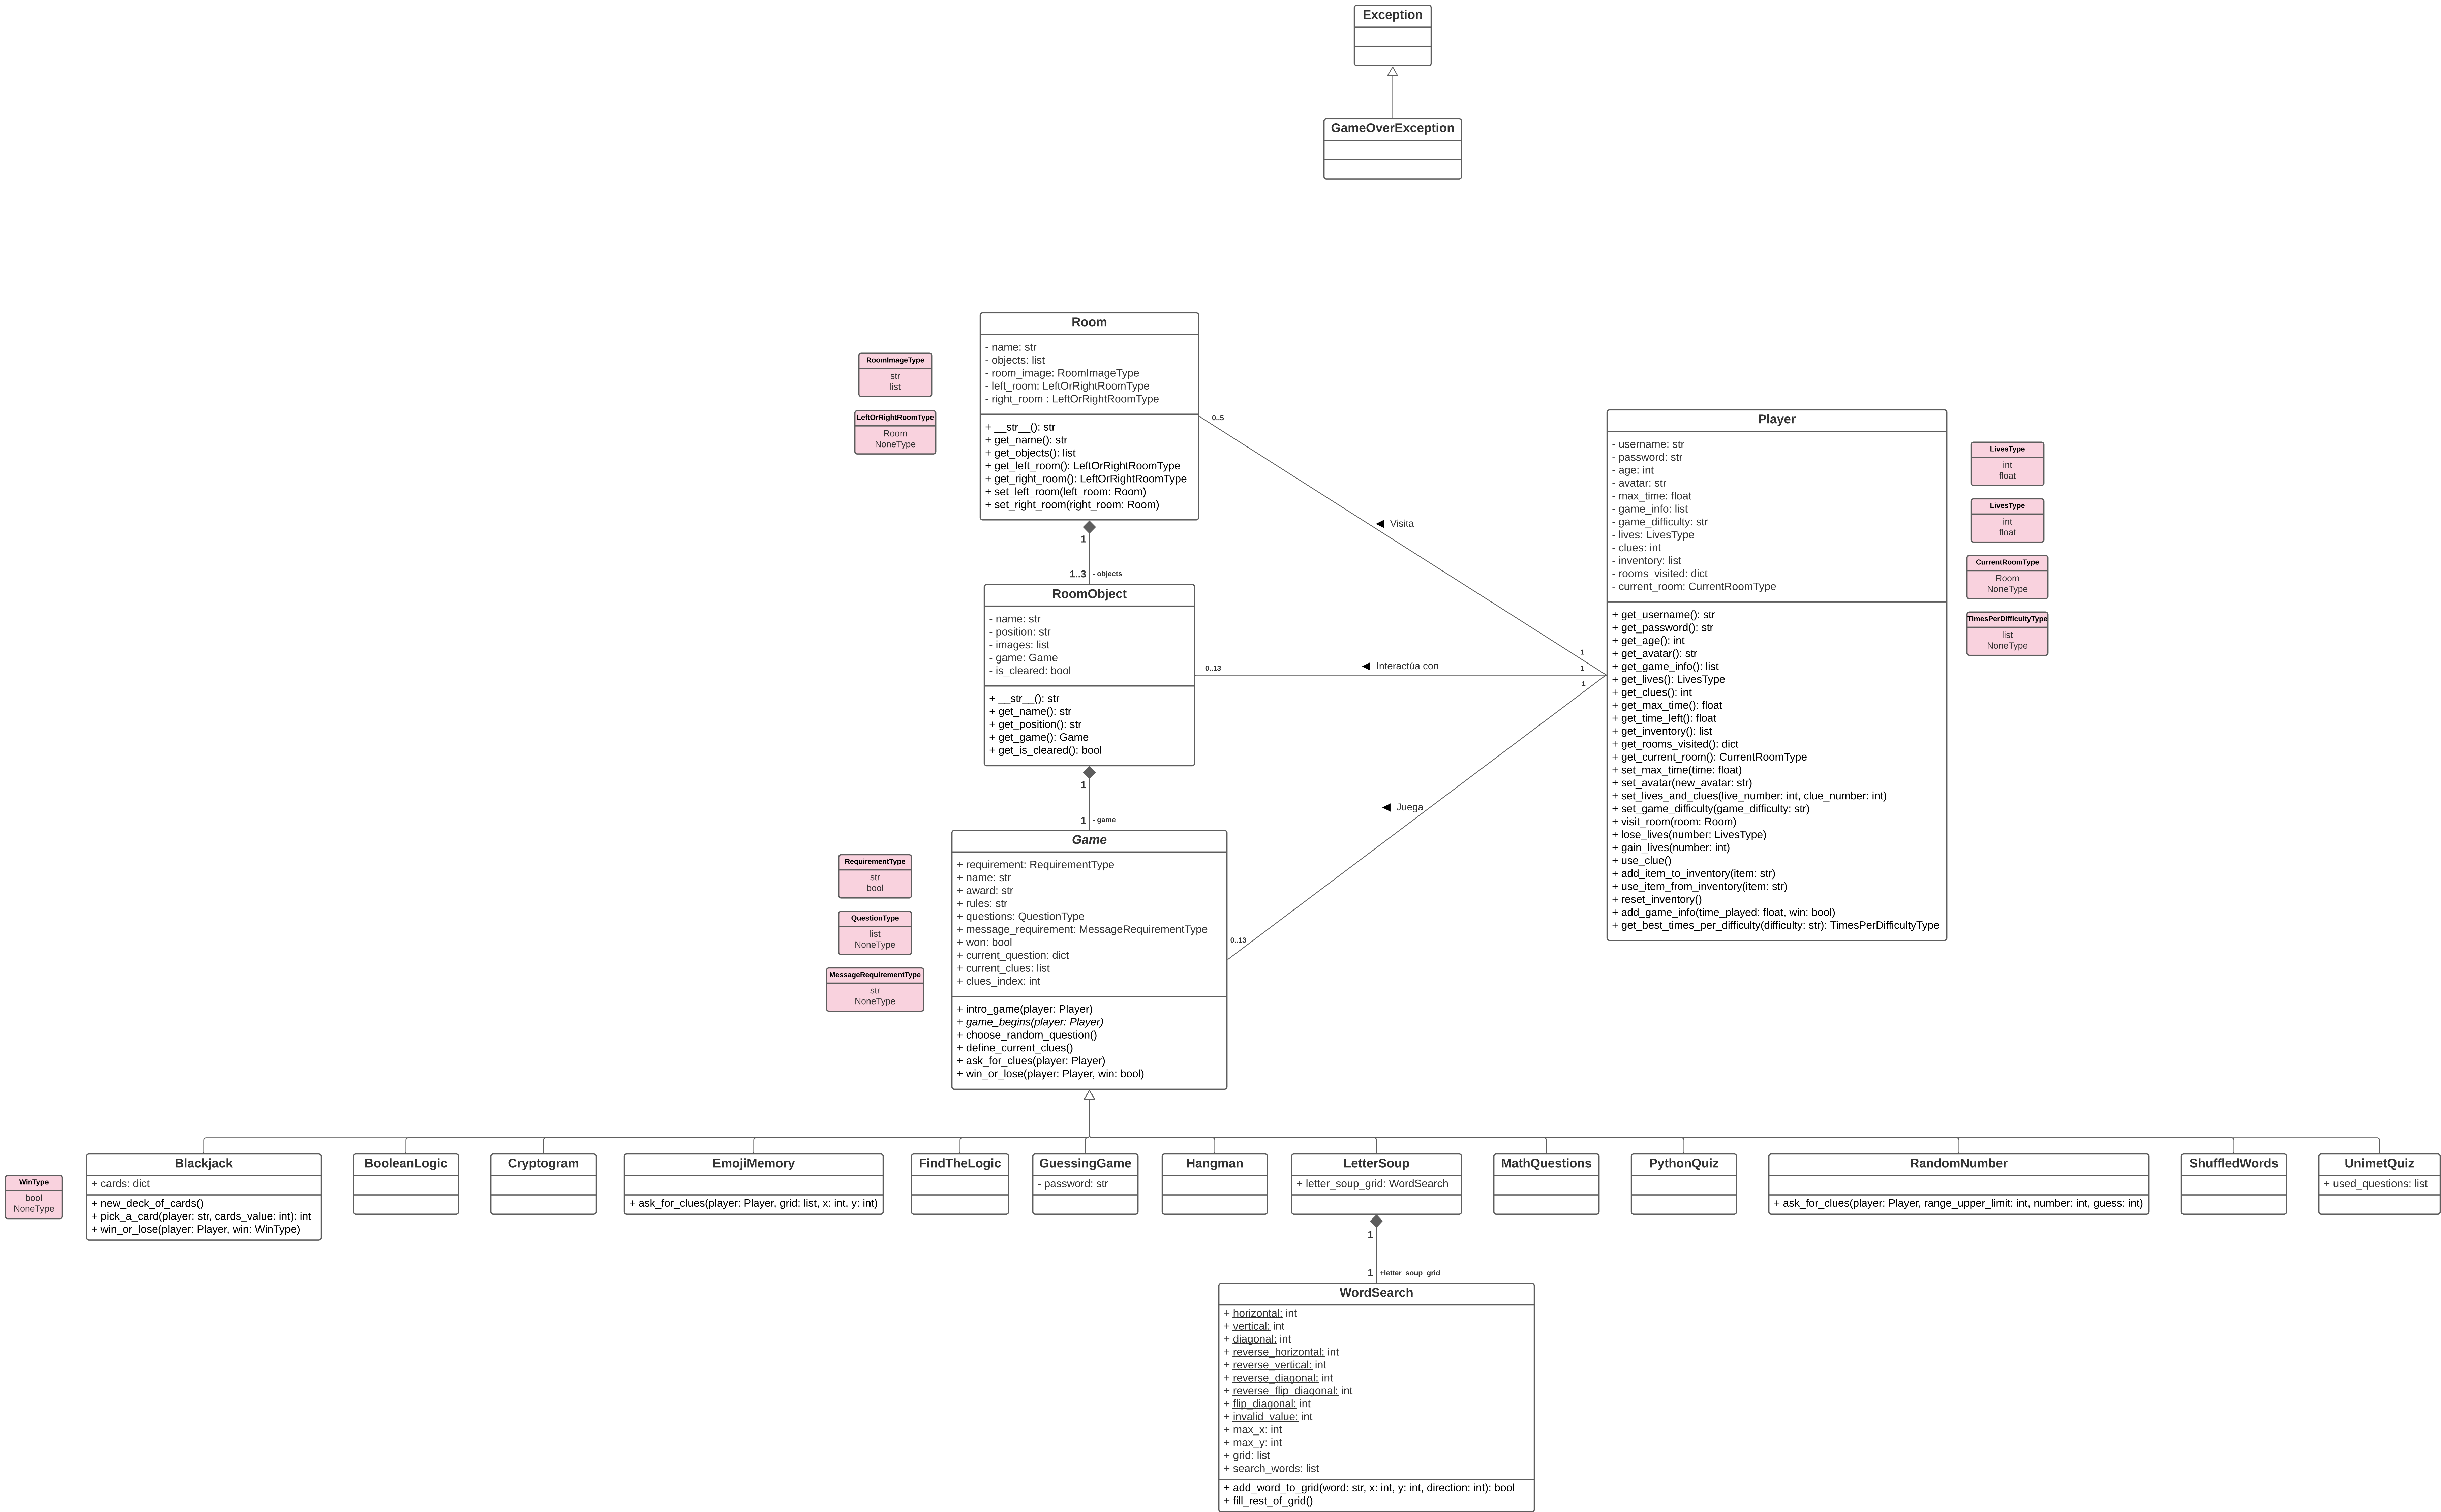 Exception
GameOverException
Room
- name: str
- objects: list
- room_image: RoomImageType
- left_room: LeftOrRightRoomType
- right_room : LeftOrRightRoomType
+ __str__(): str
+ get_name(): str
+ get_objects(): list
+ get_left_room(): LeftOrRightRoomType
+ get_right_room(): LeftOrRightRoomType
+ set_left_room(left_room: Room)
+ set_right_room(right_room: Room)
RoomImageType
str
list
LeftOrRightRoomType
Room
NoneType
0..5
Visita
1
1
1..3
- objects
RoomObject
- name: str
- position: str
- images: list
- game: Game
- is_cleared: bool
+ __str__(): str
+ get_name(): str
+ get_position(): str
+ get_game(): Game
+ get_is_cleared(): bool
0..13
Interactúa con
1
1
Juega
0..13
1
1
- game
Player
- username: str
- password: str
- age: int
- avatar: str
- max_time: float
- game_info: list
- game_difficulty: str
- lives: LivesType
- clues: int
- inventory: list
- rooms_visited: dict
- current_room: CurrentRoomType
+ get_username(): str
+ get_password(): str
+ get_age(): int
+ get_avatar(): str
+ get_game_info(): list
+ get_lives(): LivesType
+ get_clues(): int
+ get_max_time(): float
+ get_time_left(): float
+ get_inventory(): list
+ get_rooms_visited(): dict
+ get_current_room(): CurrentRoomType
+ set_max_time(time: float)
+ set_avatar(new_avatar: str)
+ set_lives_and_clues(live_number: int, clue_number: int)
+ set_game_difficulty(game_difficulty: str)
+ visit_room(room: Room)
+ lose_lives(number: LivesType)
+ gain_lives(number: int)
+ use_clue()
+ add_item_to_inventory(item: str)
+ use_item_from_inventory(item: str)
+ reset_inventory()
+ add_game_info(time_played: float, win: bool)
+ get_best_times_per_difficulty(difficulty: str): TimesPerDifficultyType
LivesType
int
float
LivesType
int
float
CurrentRoomType
Room
NoneType
TimesPerDifficultyType
list
NoneType
Game
+ requirement: RequirementType
+ name: str
+ award: str
+ rules: str
+ questions: QuestionType
+ message_requirement: MessageRequirementType
+ won: bool
+ current_question: dict
+ current_clues: list
+ clues_index: int
+ intro_game(player: Player)
+ game_begins(player: Player)
+ choose_random_question()
+ define_current_clues()
+ ask_for_clues(player: Player)
+ win_or_lose(player: Player, win: bool)
RequirementType
str
bool
QuestionType
list
NoneType
MessageRequirementType
str
NoneType
WinType
bool
NoneType
Blackjack
+ cards: dict
+ new_deck_of_cards()
+ pick_a_card(player: str, cards_value: int): int
+ win_or_lose(player: Player, win: WinType)
BooleanLogic
Cryptogram
EmojiMemory
+ ask_for_clues(player: Player, grid: list, x: int, y: int)
FindTheLogic
GuessingGame
- password: str
Hangman
LetterSoup
+ letter_soup_grid: WordSearch
MathQuestions
PythonQuiz
RandomNumber
+ ask_for_clues(player: Player, range_upper_limit: int, number: int, guess: int)
ShuffledWords
UnimetQuiz
+ used_questions: list
1
1
+letter_soup_grid
WordSearch
+ horizontal: int
+ vertical: int
+ diagonal: int
+ reverse_horizontal: int
+ reverse_vertical: int
+ reverse_diagonal: int
+ reverse_flip_diagonal: int
+ flip_diagonal: int
+ invalid_value: int
+ max_x: int
+ max_y: int
+ grid: list
+ search_words: list
+ add_word_to_grid(word: str, x: int, y: int, direction: int): bool
+ fill_rest_of_grid()